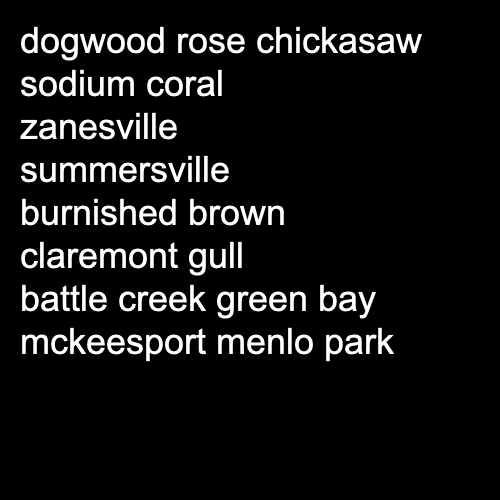 dogwood rose chickasaw
sodium coral
zanesville
summersville
burnished brown
claremont gull
battle creek green bay
mckeesport menlo park